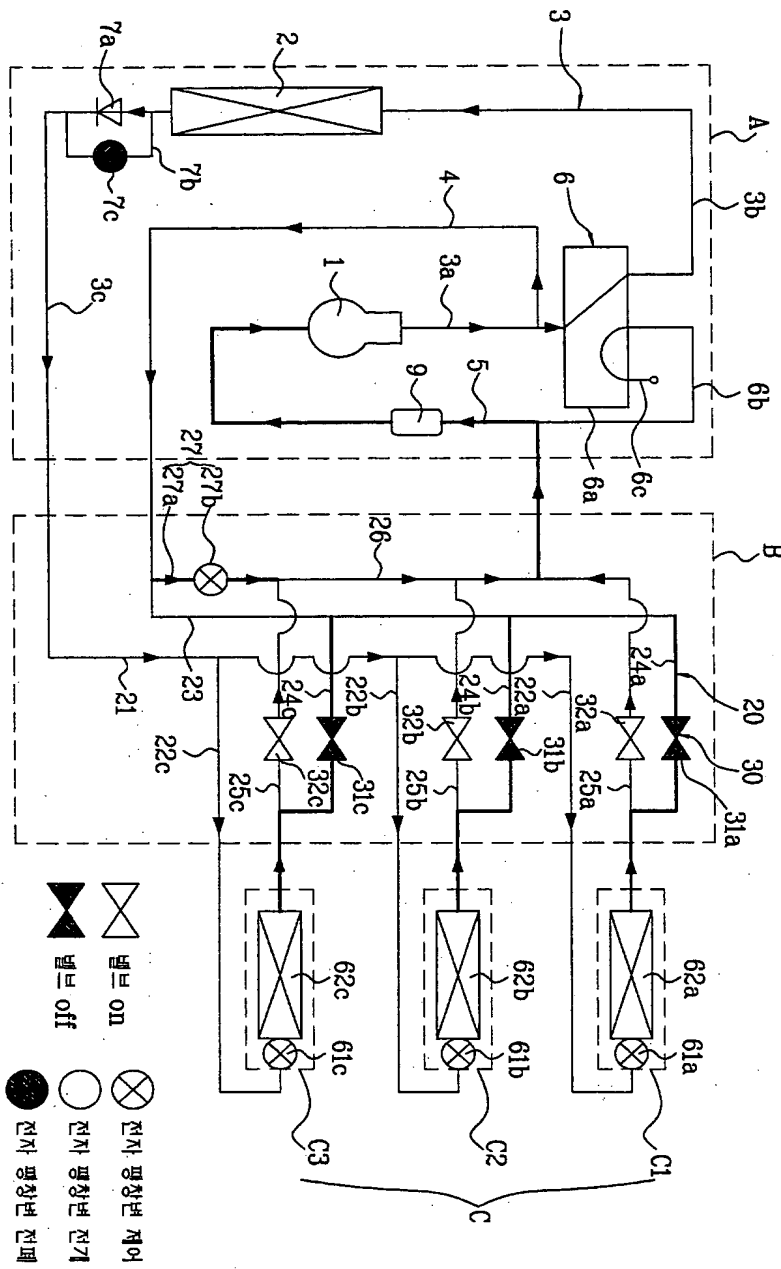 C
C1
C2
C3
61a
61b
61c
62a
62b
62c
31a
31b
31c
30
20
25a
25b
25c
32a
32b
32c
24a
22a
24b
22b
24c
22c
B
26
23
21
27b
27a
27
A
3b
6b
6c
6a
6
9
5
3a
1
4
3c
3
2
7a
7b
7c
밸브 on
밸브 off
전자 팽창변 제어
전자 팽창변 전개
전자 팽창변 전폐